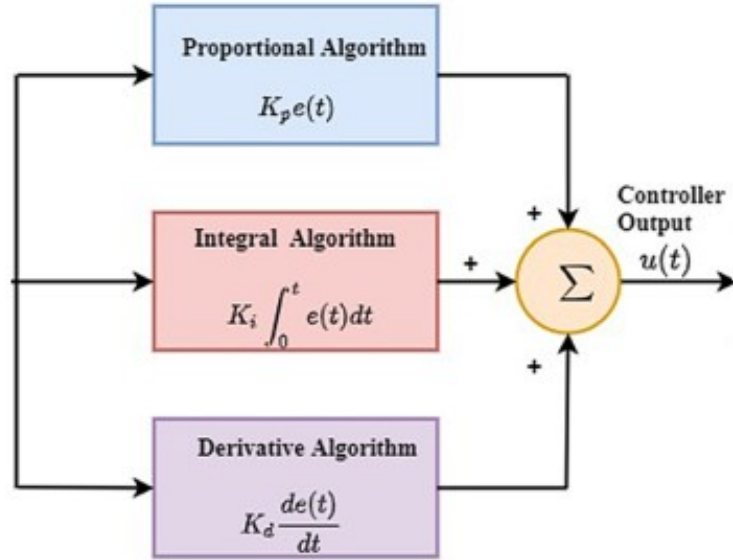 Proportional Algorithm
K_p e(t)
+
Controller
Output
u(t)
Integral Algorithm
K_i ∫_0^t e(t)dt
+
Σ
+
Derivative Algorithm
K_d de(t)/dt